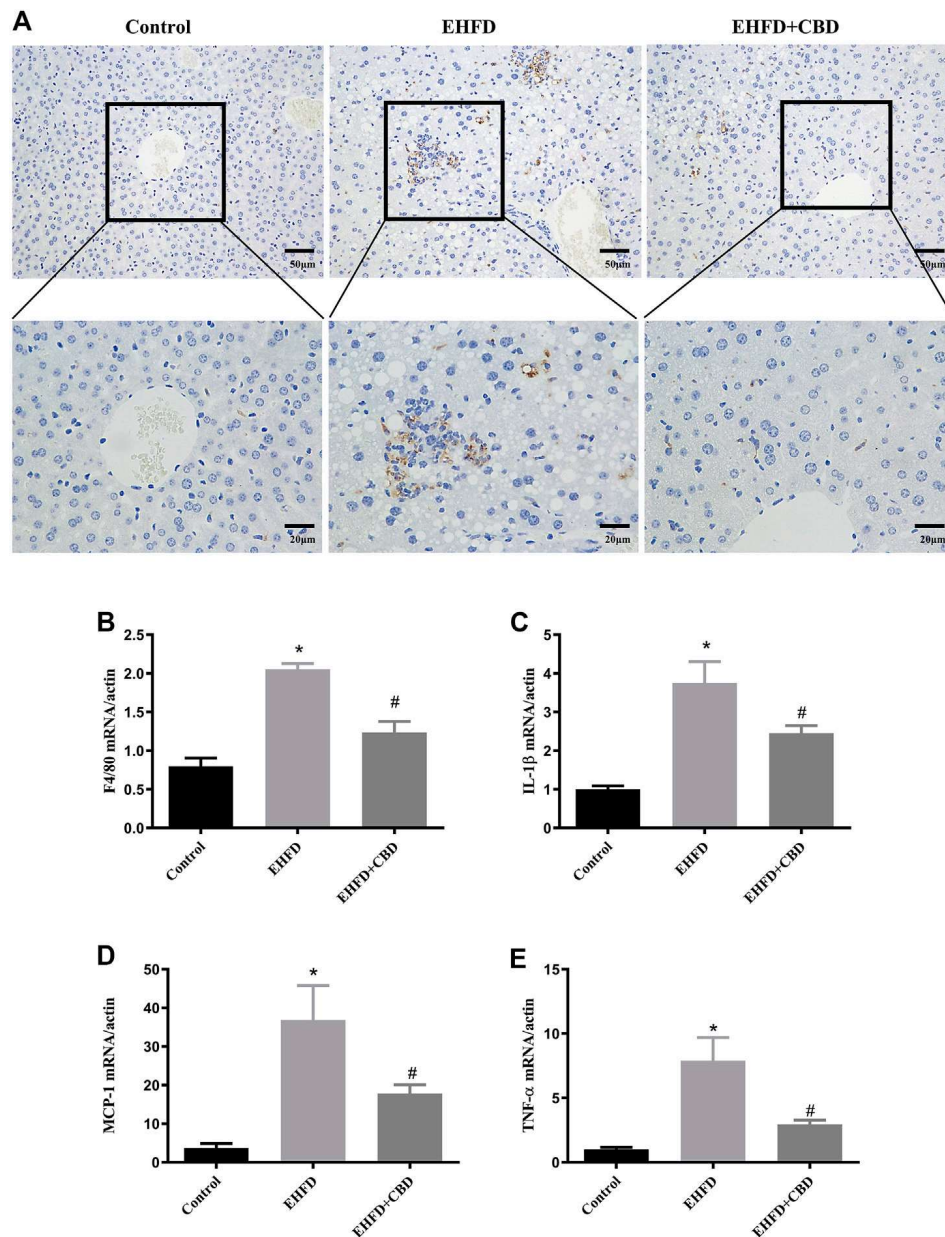 A
Control EHFD EHFD+CBD
50μm 50μm 50μm
20μm 20μm 20μm
B
F4/80 mRNA/actin
2.5
2.0
1.5
1.0
0.5
0.0
*
#
Control EHFD EHFD+CBD
C
IL-1β mRNA/actin
5
4
3
2
1
0
*
#
Control EHFD EHFD+CBD
D
MCP-1 mRNA/actin
50
40
30
20
10
0
*
#
Control EHFD EHFD+CBD
E
TNF-α mRNA/actin
15
10
5
0
*
#
Control EHFD EHFD+CBD